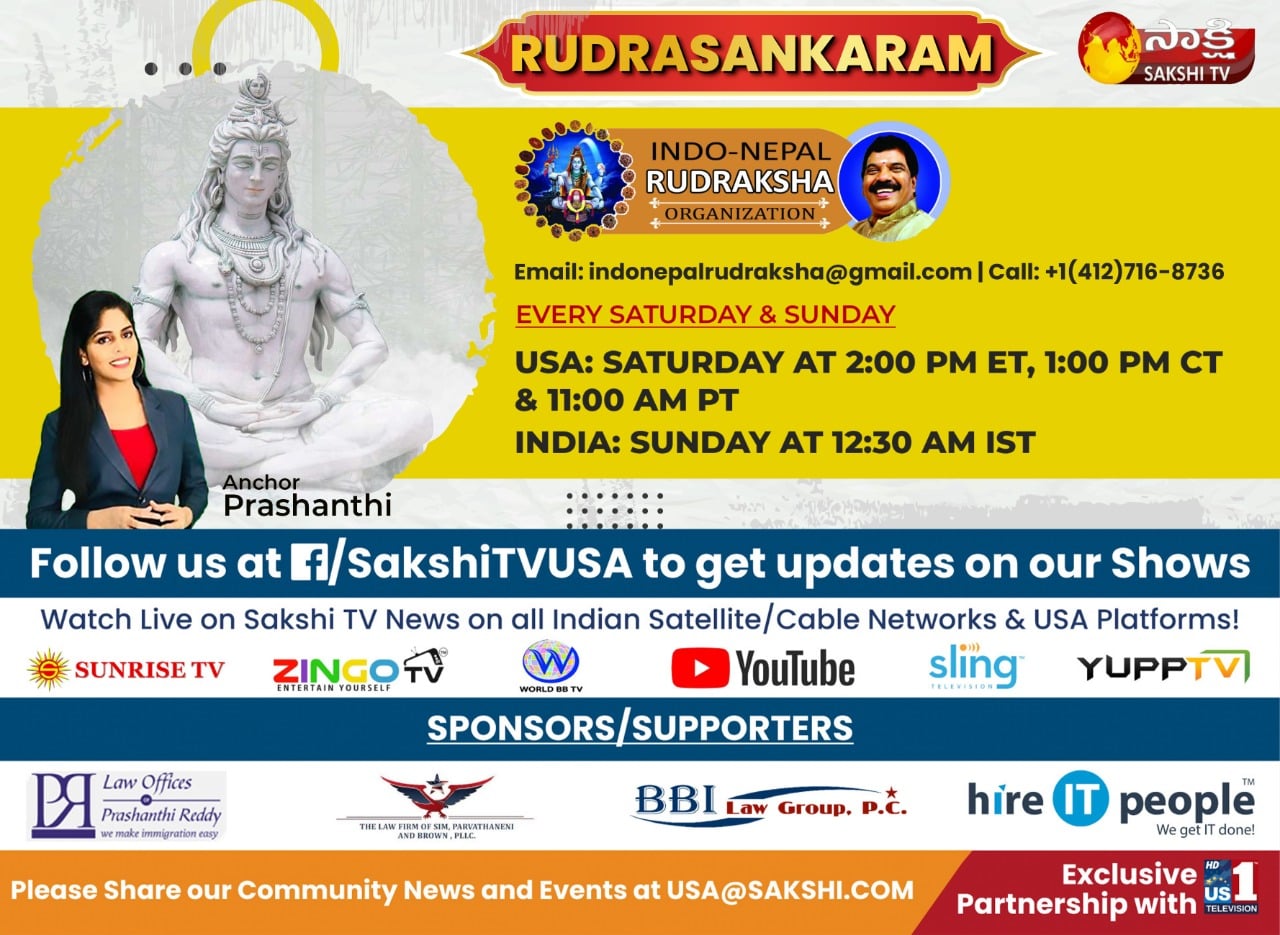 RUDRASANKARAM
సాక్షి
SAKSHI TV
INDO-NEPAL
RUDRAKSHA
ORGANIZATION
Email: indonepalrudraksha@gmail.com | Call: +1(412)716-8736
EVERY SATURDAY & SUNDAY
USA: SATURDAY AT 2:00 PM ET, 1:00 PM CT
& 11:00 AM PT
INDIA: SUNDAY AT 12:30 AM IST
Anchor
Prashanthi
Follow us at f/SakshiTVUSA to get updates on our Shows
Watch Live on Sakshi TV News on all Indian Satellite/Cable Networks & USA Platforms!
S SUNRISE TV
ZINGO TV™
ENTERTAIN YOURSELF
W
WORLD BB TV
YouTube
sling™
TELEVISION
YUPPTV
SPONSORS/SUPPORTERS
PR Law Offices
OF
Prashanthi Reddy
we make immigration easy
THE LAW FIRM OF SIM, PARVATHANENI
AND BROWN , PLLC.
BBI Law Group, P.C.
hire IT people™
We get IT done!
Please Share our Community News and Events at USA@SAKSHI.COM
Exclusive
Partnership with
HD
US1
TELEVISION